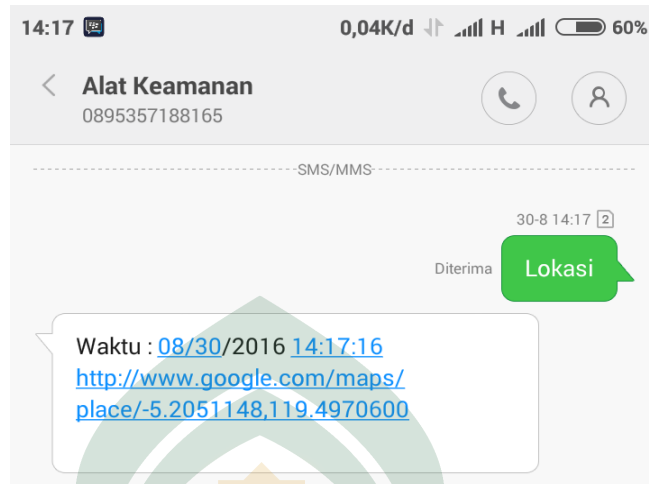 14:17 0,04K/d H 60%
Alat Keamanan
0895357188165
SMS/MMS
30-8 14:17 2
Diterima Lokasi
Waktu : 08/30/2016 14:17:16
http://www.google.com/maps/
place/-5.2051148,119.4970600